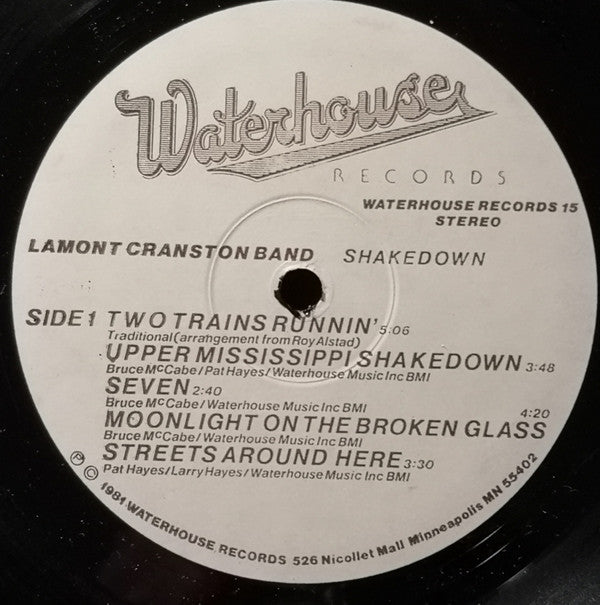 Waterhouse
RECORDS
WATERHOUSE RECORDS 15
STEREO
LAMONT CRANSTON BAND SHAKEDOWN
SIDE 1 TWO TRAINS RUNNIN' 5:06
Traditional (arrangement from Roy Alstad)
UPPER MISSISSIPPI SHAKEDOWN 3:48
Bruce McCabe/Pat Hayes/Waterhouse Music Inc BMI
SEVEN 2:40
Bruce McCabe/Waterhouse Music Inc BMI
4:20
MOONLIGHT ON THE BROKEN GLASS
Bruce McCabe/Waterhouse Music Inc BMI
STREETS AROUND HERE 3:30
Pat Hayes/Larry Hayes/Waterhouse Music Inc BMI
℗ © 1981 WATERHOUSE RECORDS 526 Nicollet Mall Minneapolis MN 55402